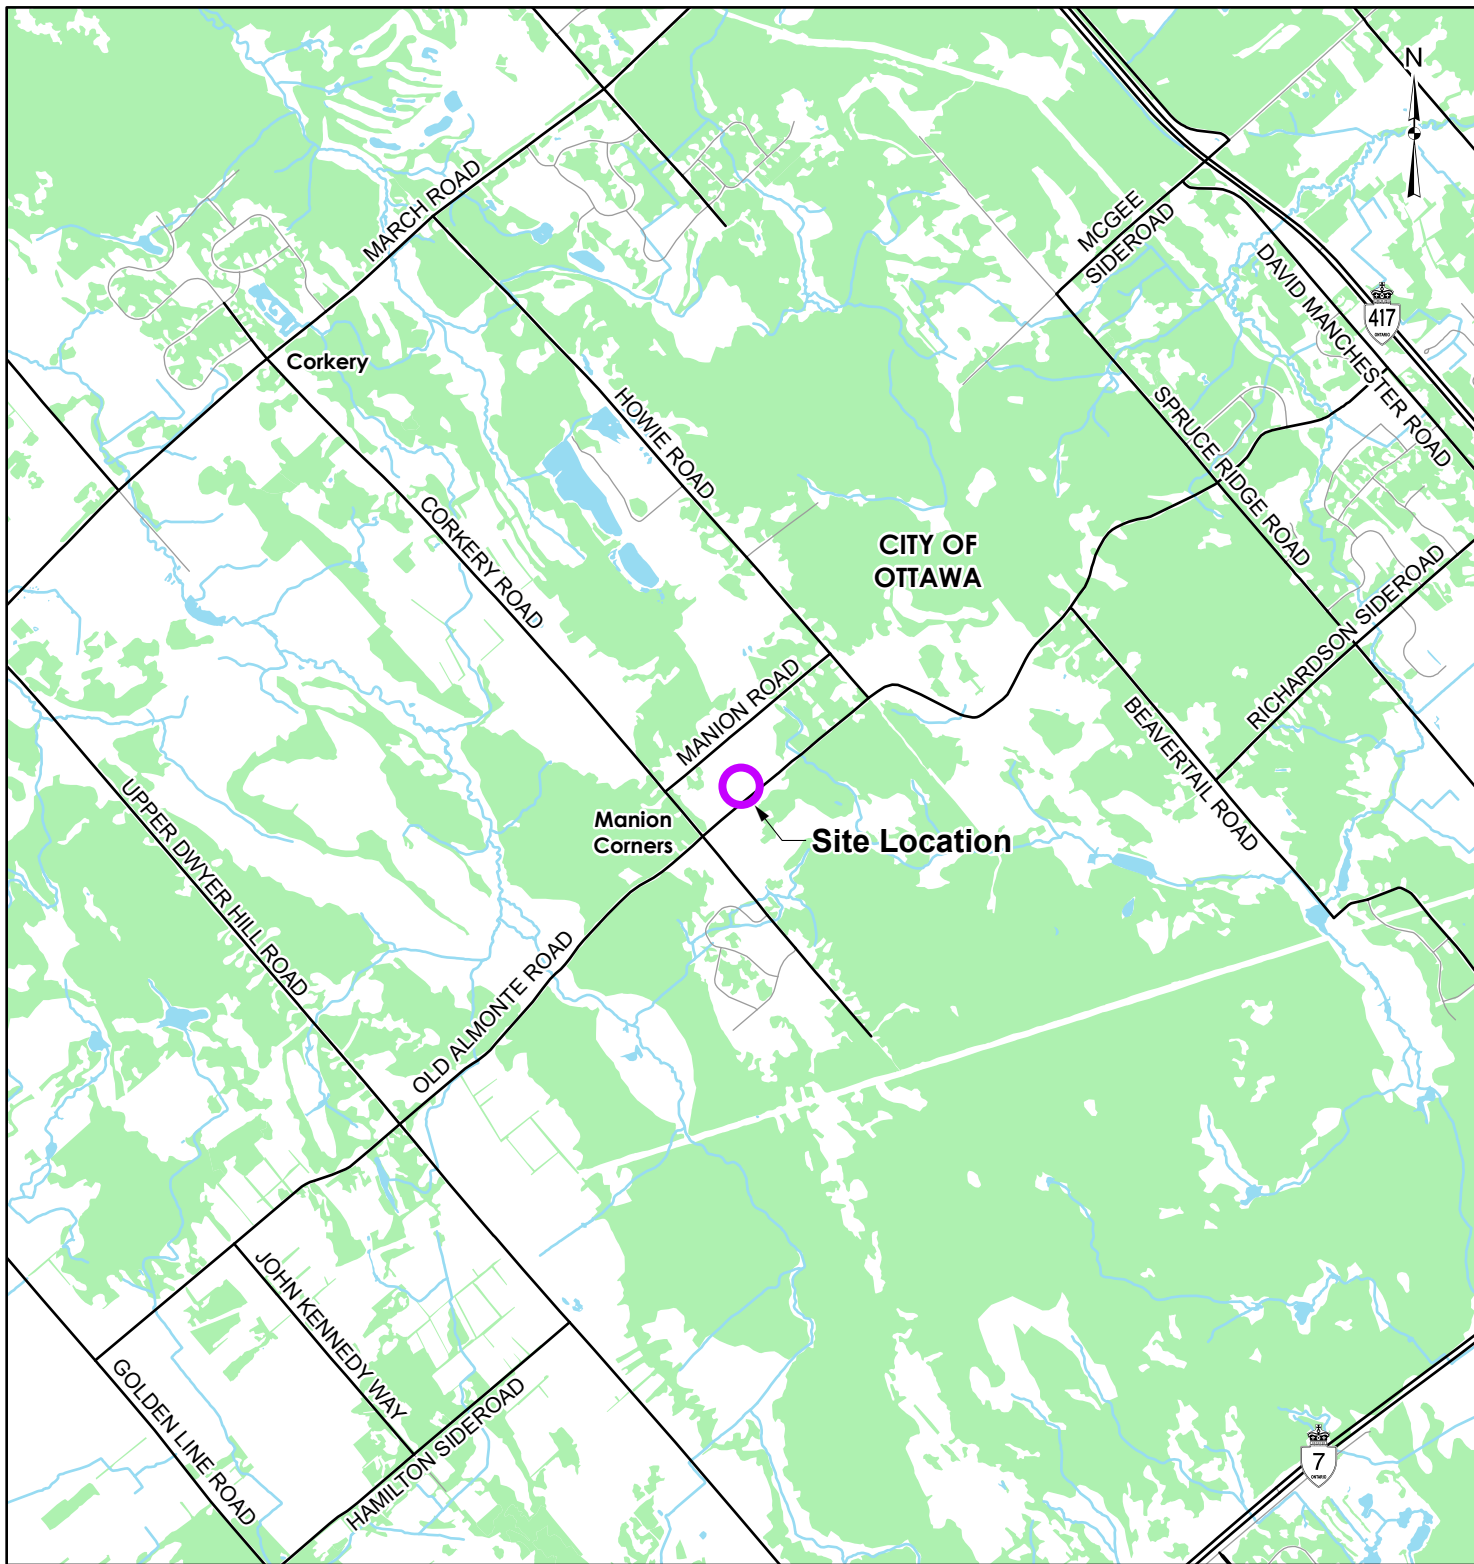 N
MARCH ROAD
MCGEE
SIDEROAD
DAVID MANCHESTER ROAD
417
ONTARIO
Corkery
HOWIE ROAD
SPRUCE RIDGE ROAD
CORKERY ROAD
CITY OF
OTTAWA
RICHARDSON SIDEROAD
MANION ROAD
BEAVERTAIL ROAD
UPPER DWYER HILL ROAD
Manion
Corners
Site Location
OLD ALMONTE ROAD
JOHN KENNEDY WAY
GOLDEN LINE ROAD
HAMILTON SIDEROAD
7
ONTARIO